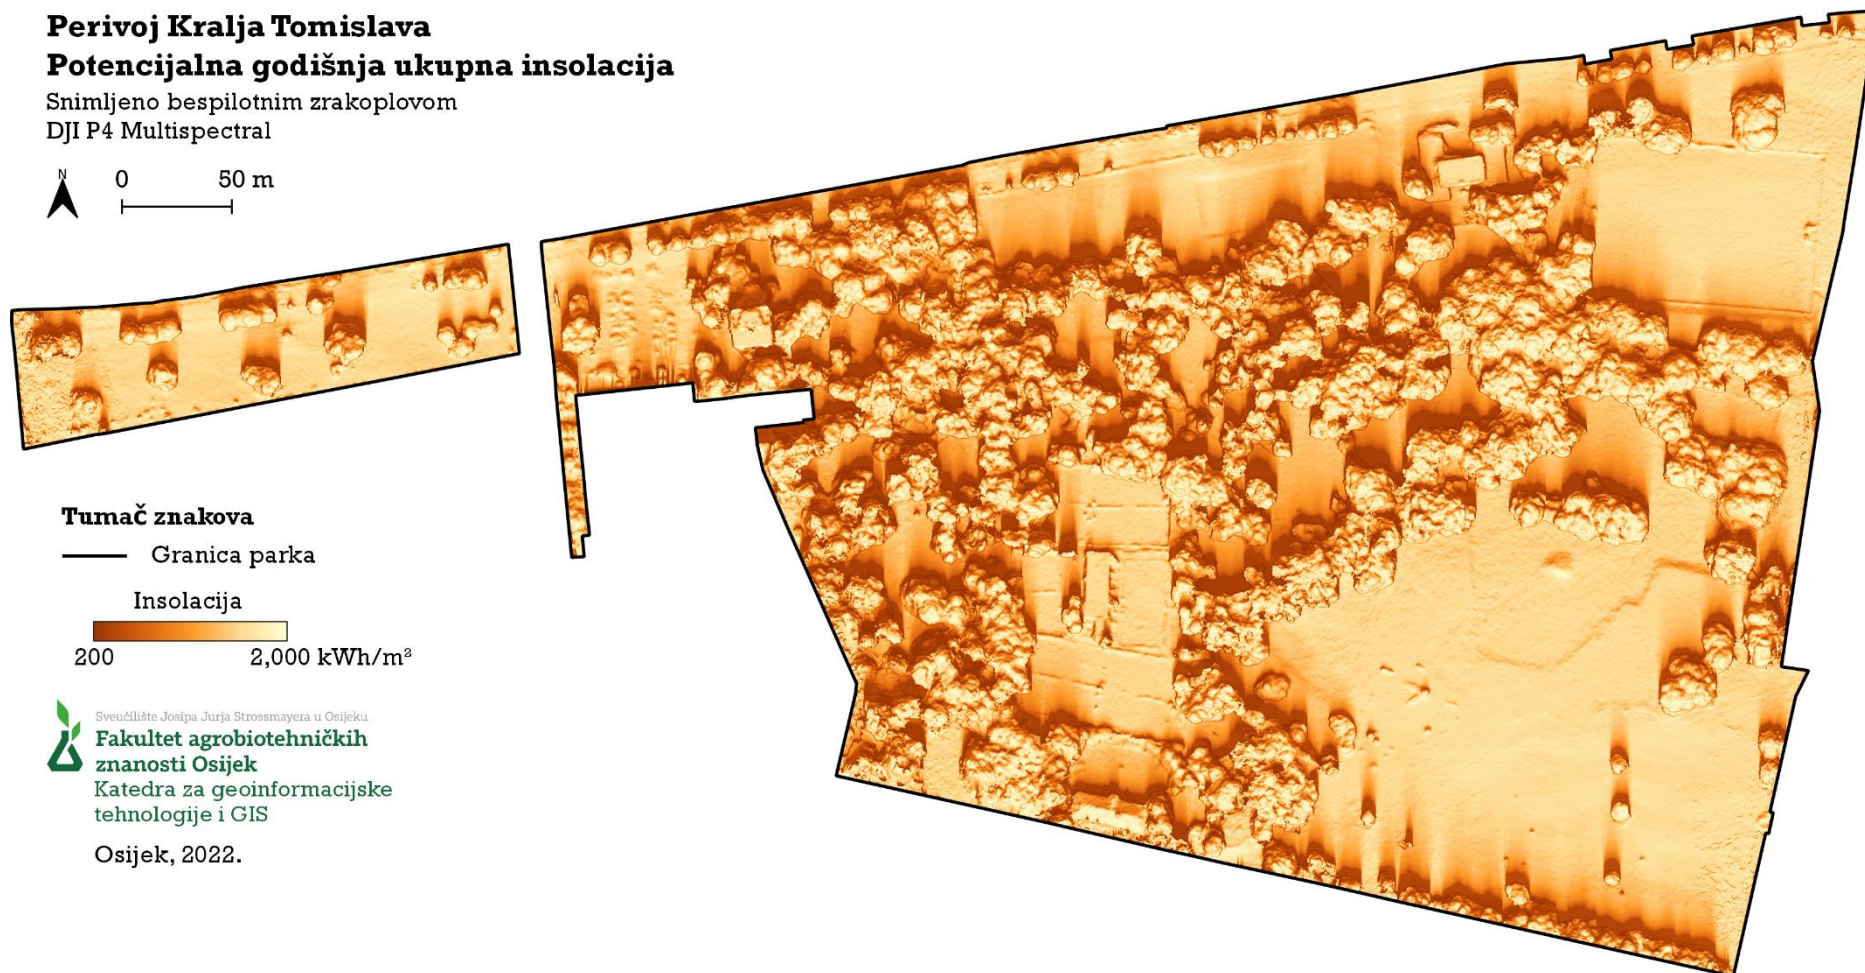 Perivoj Kralja Tomislava
Potencijalna godišnja ukupna insolacija
Snimljeno bespilotnim zrakoplovom
DJI P4 Multispectral
N
0 50 m
Tumač znakova
Granica parka
Insolacija
200 2,000 kWh/m²
Sveučilište Josipa Jurja Strossmayera u Osijeku
Fakultet agrobiotehničkih
znanosti Osijek
Katedra za geoinformacijske
tehnologije i GIS
Osijek, 2022.